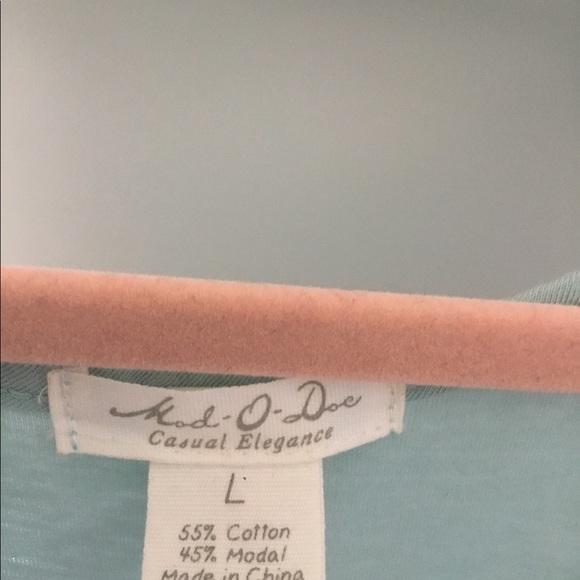 Mod-O-Doc
Casual Elegance
L
55% Cotton
45% Modal
Made in China